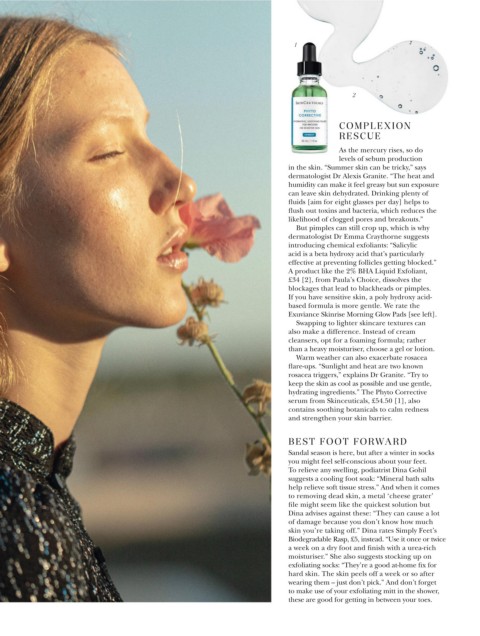 1
SKINCEUTICALS
PHYTO
CORRECTIVE
2
COMPLEXION
RESCUE
As the mercury rises, so do
levels of sebum production
in the skin. “Summer skin can be tricky,” says
dermatologist Dr Alexis Granite. “The heat and
humidity can make it feel greasy but sun exposure
can leave skin dehydrated. Drinking plenty of
fluids [aim for eight glasses per day] helps to
flush out toxins and bacteria, which reduces the
likelihood of clogged pores and breakouts.”
But pimples can still crop up, which is why
dermatologist Dr Emma Craythorne suggests
introducing chemical exfoliants: “Salicylic
acid is a beta hydroxy acid that’s particularly
effective at preventing follicles getting blocked.”
A product like the 2% BHA Liquid Exfoliant,
£34 [2], from Paula’s Choice, dissolves the
blockages that lead to blackheads or pimples.
If you have sensitive skin, a poly hydroxy acid-
based formula is more gentle. We rate the
Exuviance Skinrise Morning Glow Pads [see left].
Swapping to lighter skincare textures can
also make a difference. Instead of cream
cleansers, opt for a foaming formula; rather
than a heavy moisturiser, choose a gel or lotion.
Warm weather can also exacerbate rosacea
flare-ups. “Sunlight and heat are two known
rosacea triggers,” explains Dr Granite. “Try to
keep the skin as cool as possible and use gentle,
hydrating ingredients.” The Phyto Corrective
serum from Skinceuticals, £54.50 [1], also
contains soothing botanicals to calm redness
and strengthen your skin barrier.
BEST FOOT FORWARD
Sandal season is here, but after a winter in socks
you might feel self-conscious about your feet.
To relieve any swelling, podiatrist Dina Gohil
suggests a cooling foot soak: “Mineral bath salts
help relieve soft tissue stress.” And when it comes
to removing dead skin, a metal ‘cheese grater’
file might seem like the quickest solution but
Dina advises against these: “They can cause a lot
of damage because you don’t know how much
skin you’re taking off.” Dina rates Simply Feet’s
Biodegradable Rasp, £5, instead. “Use it once or twice
a week on a dry foot and finish with a urea-rich
moisturiser.” She also suggests stocking up on
exfoliating socks: “They’re a good at-home fix for
hard skin. The skin peels off a week or so after
wearing them – just don’t pick.” And don’t forget
to make use of your exfoliating mitt in the shower,
these are good for getting in between your toes.